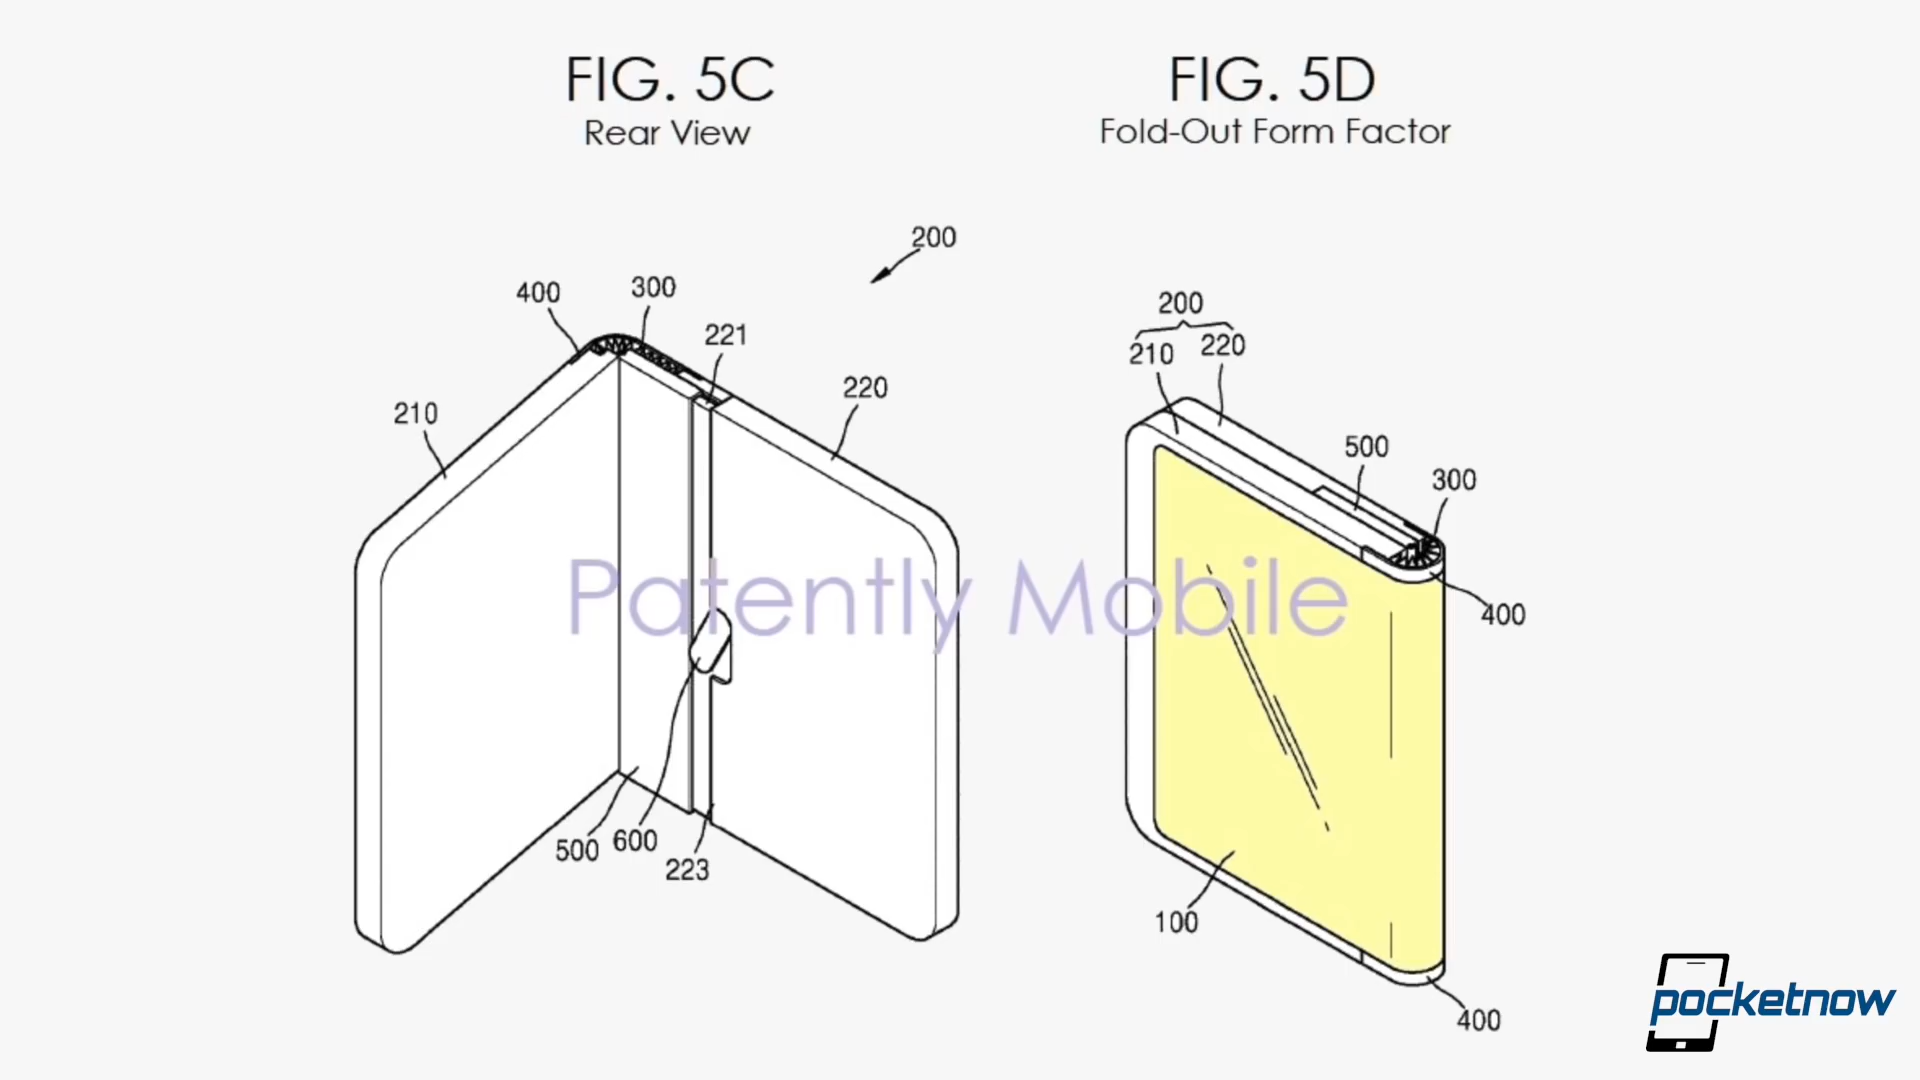 FIG. 5C
Rear View
FIG. 5D
Fold-Out Form Factor
200
400
300
221
220
210
500
600
223
200
210
220
500
300
400
100
400
Patently Mobile
pocketnow